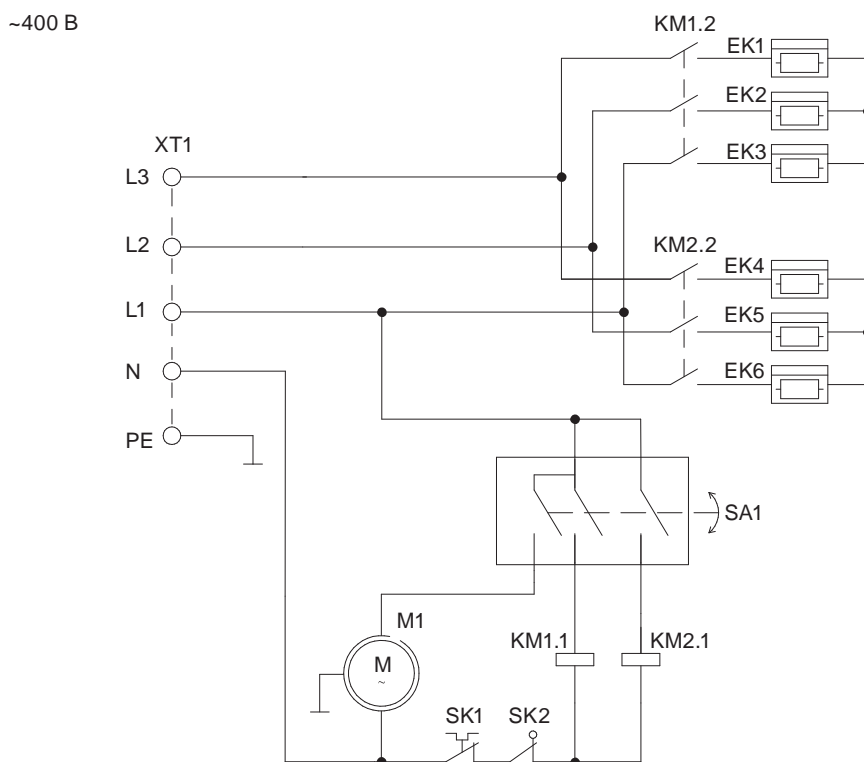 ~400 В
KM1.2
EK1
EK2
EK3
XT1
L3
L2
KM2.2
EK4
L1
EK5
N
EK6
PE
SA1
M1
M
~
KM1.1
KM2.1
SK1
SK2